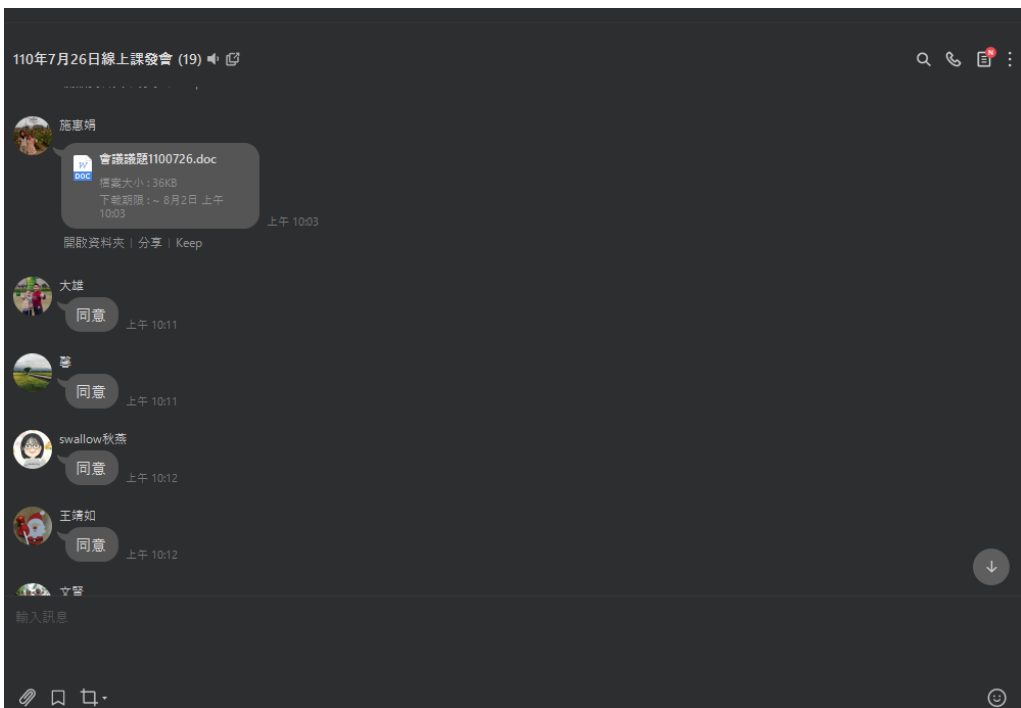 110年7月26日線上課發會 (19)
N
施惠娟
W
DOC
會議議題1100726.doc
檔案大小 : 36KB
下載期限 : ~ 8月2日 上午
10:03
上午 10:03
開啟資料夾 | 分享 | Keep
大雄
同意
上午 10:11
馨
同意
上午 10:11
swallow秋燕
同意
上午 10:12
王靖如
同意
上午 10:12
文賢
輸入訊息